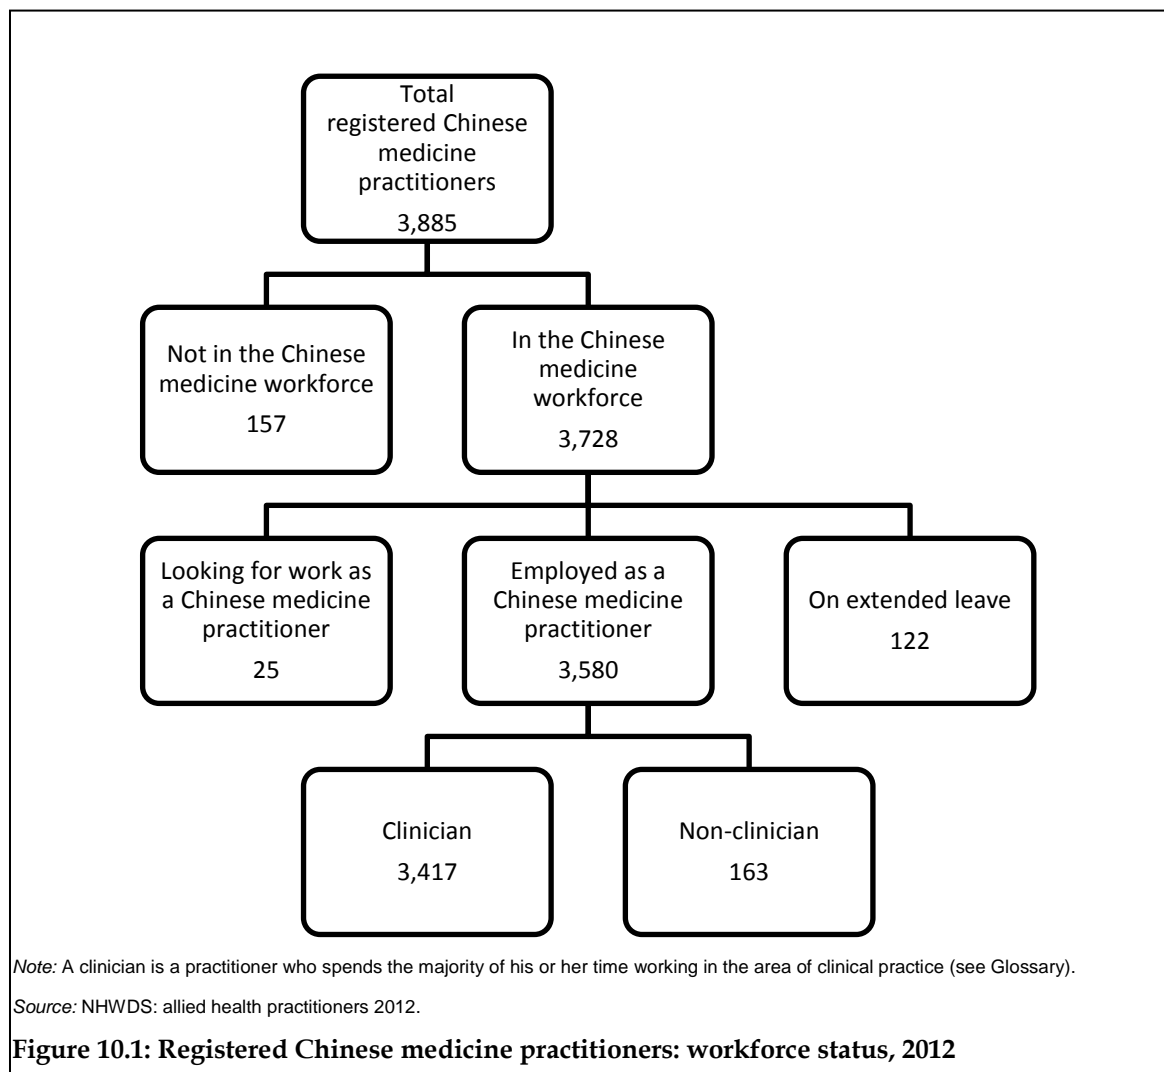 Total
registered Chinese
medicine
practitioners
3,885
Not in the Chinese
medicine workforce
157
In the Chinese
medicine
workforce
3,728
Looking for work as
a Chinese medicine
practitioner
25
Employed as a
Chinese medicine
practitioner
3,580
On extended leave
122
Clinician
3,417
Non-clinician
163
Note: A clinician is a practitioner who spends the majority of his or her time working in the area of clinical practice (see Glossary).
Source: NHWDS: allied health practitioners 2012.
Figure 10.1: Registered Chinese medicine practitioners: workforce status, 2012